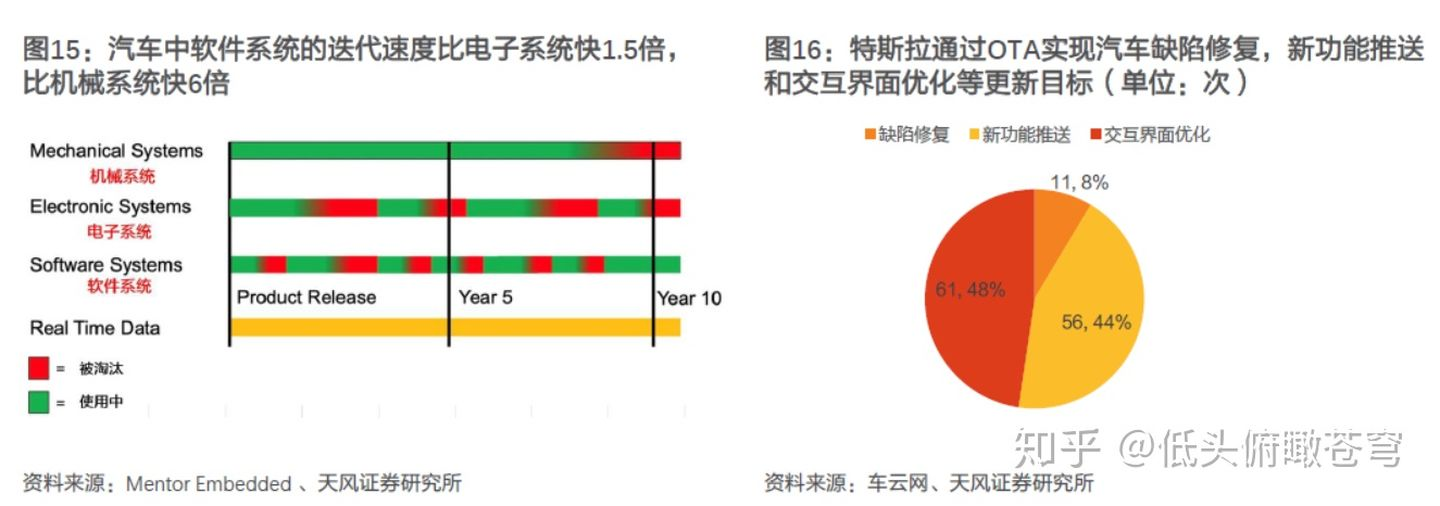 图15：汽车中软件系统的迭代速度比电子系统快1.5倍，
比机械系统快6倍
Mechanical Systems
机械系统
Electronic Systems
电子系统
Software Systems
软件系统
Product Release
Year 5
Year 10
Real Time Data
= 被淘汰
= 使用中
资料来源：Mentor Embedded 、天风证券研究所
图16：特斯拉通过OTA实现汽车缺陷修复，新功能推送
和交互界面优化等更新目标（单位：次）
缺陷修复 新功能推送 交互界面优化
11, 8%
61, 48%
56, 44%
知乎 @低头俯瞰苍穹
资料来源：车云网、天风证券研究所